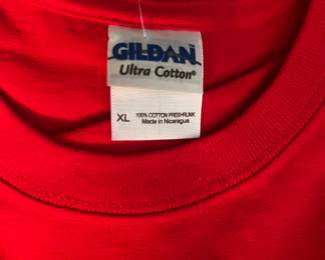 GILDAN
Ultra Cotton®
XL 100% COTTON PRESHRUNK
Made in Nicaragua